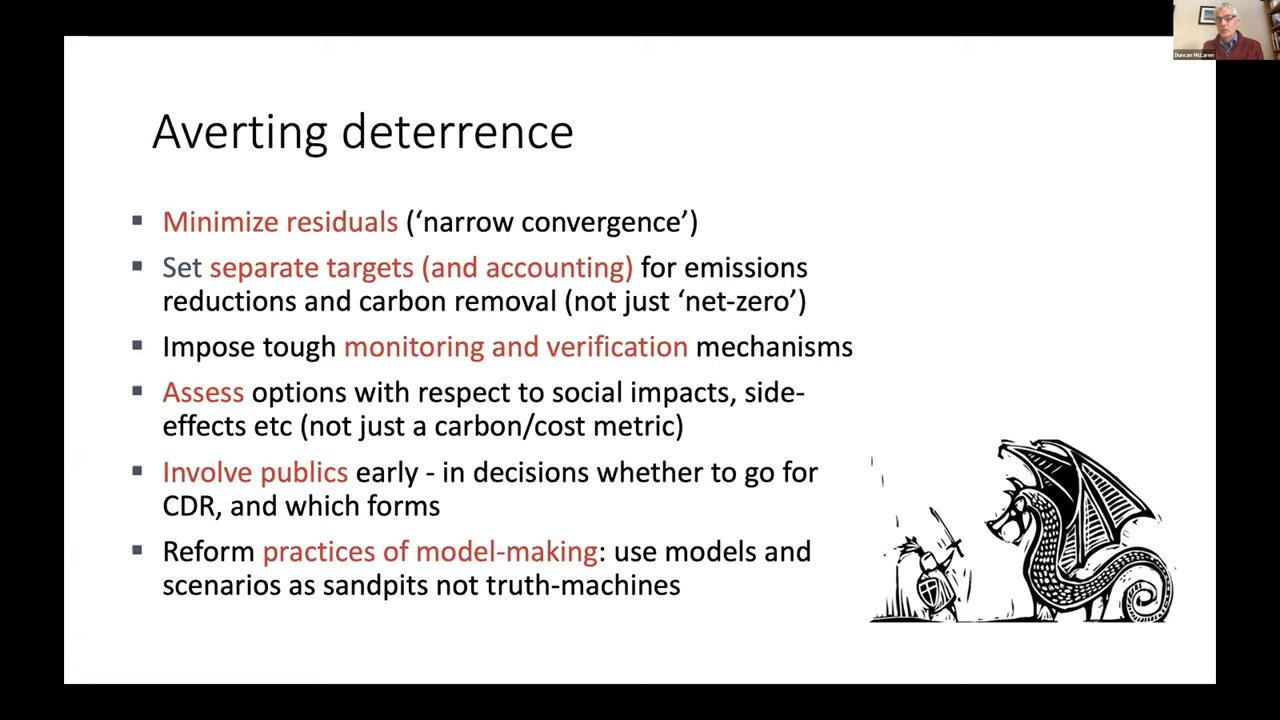 Duncan McLaren
Averting deterrence
▪ Minimize residuals (‘narrow convergence’)
▪ Set separate targets (and accounting) for emissions
reductions and carbon removal (not just ‘net-zero’)
▪ Impose tough monitoring and verification mechanisms
▪ Assess options with respect to social impacts, side-
effects etc (not just a carbon/cost metric)
▪ Involve publics early - in decisions whether to go for
CDR, and which forms
▪ Reform practices of model-making: use models and
scenarios as sandpits not truth-machines